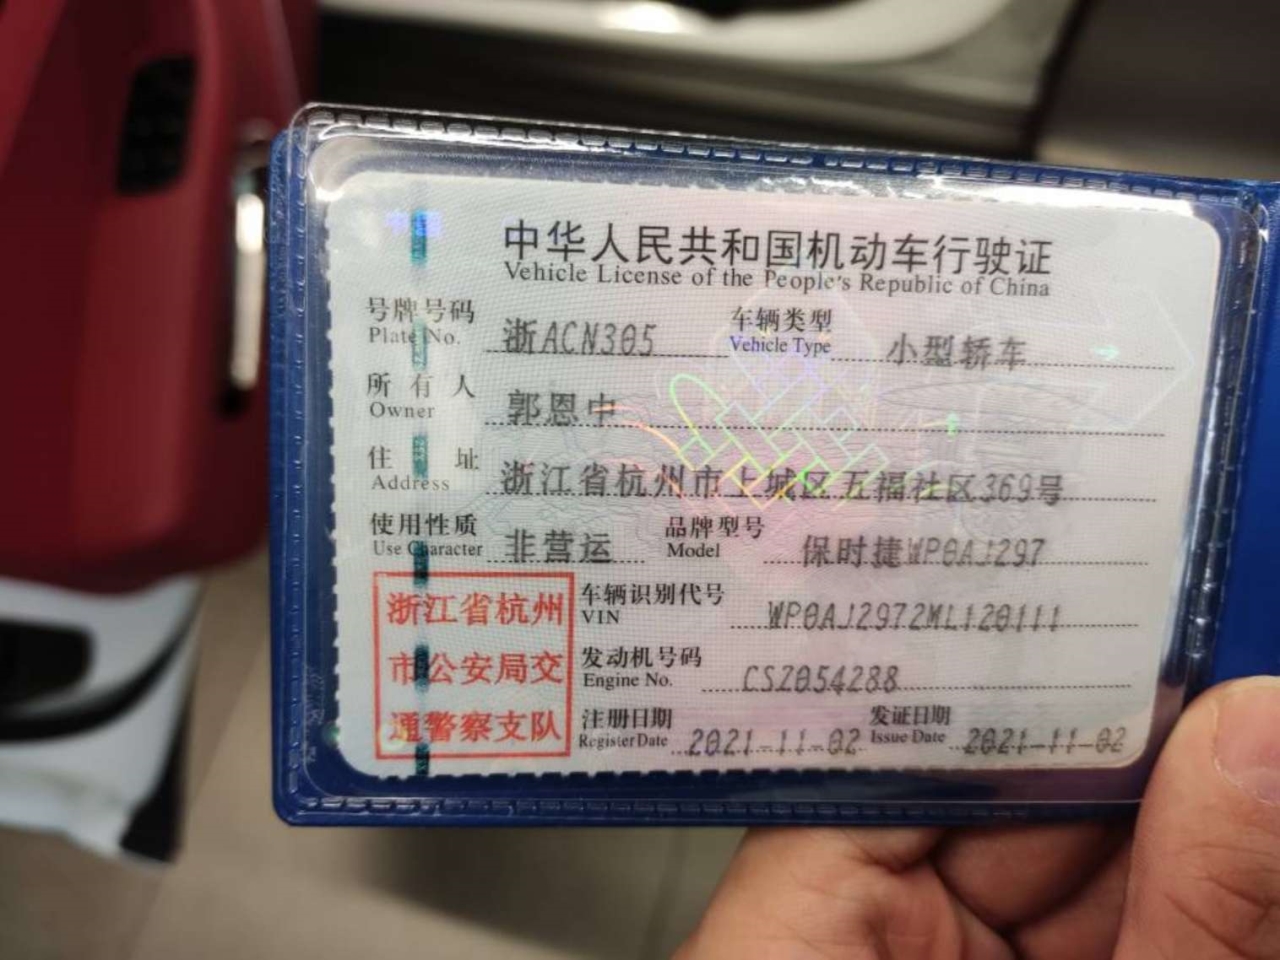 中华人民共和国机动车行驶证
Vehicle License of the People's Republic of China
号牌号码 浙ACN305 车辆类型 小型轿车
Plate No. Vehicle Type
所有人 郭恩中
Owner
住址 浙江省杭州市上城区五福社区369号
Address
使用性质 非营运 品牌型号 保时捷WP0AJ297
Use Character Model
浙江省杭州
市公安局交
通警察支队
车辆识别代号 WP0AJ2972ML120111
VIN
发动机号码 CSZ054288
Engine No.
注册日期 2021-11-02 发证日期 2021-11-02
Register Date Issue Date